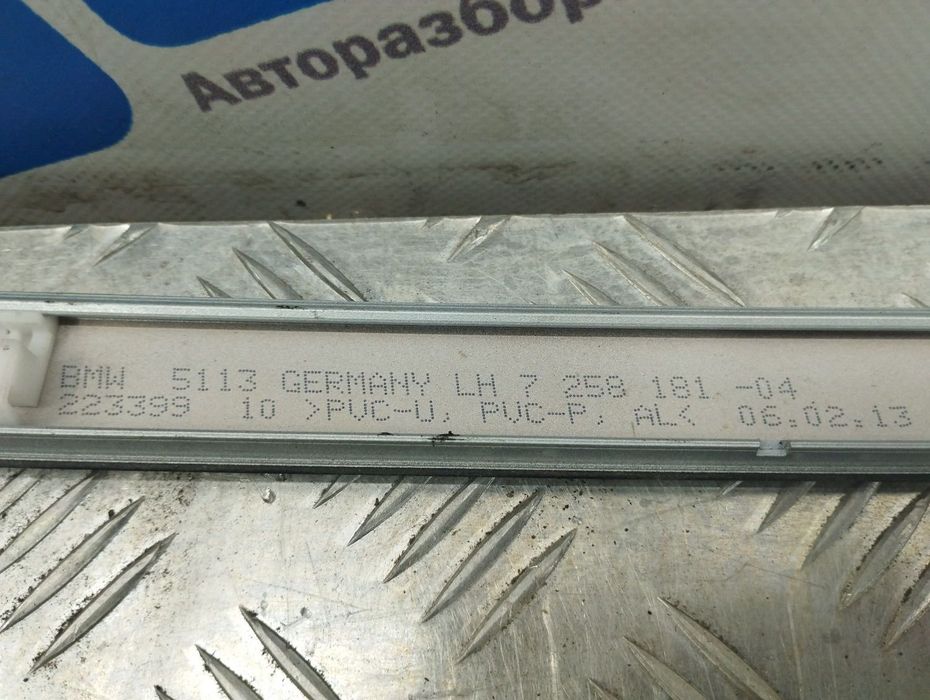 Авторазбор
BMW 5113 GERMANY LH 7 258 181 -04
223399 10 >PVC-U, PVC-P, AL< 06.02.13